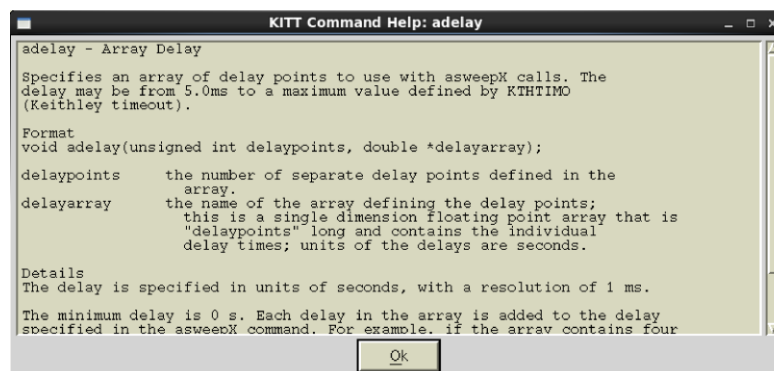 KITT Command Help: adelay
adelay - Array Delay
Specifies an array of delay points to use with asweepX calls. The
delay may be from 5.0ms to a maximum value defined by KTHTIMO
(Keithley timeout).
Format
void adelay(unsigned int delaypoints, double *delayarray);
delaypoints the number of separate delay points defined in the
array.
delayarray the name of the array defining the delay points;
this is a single dimension floating point array that is
"delaypoints" long and contains the individual
delay times; units of the delays are seconds.
Details
The delay is specified in units of seconds, with a resolution of 1 ms.
The minimum delay is 0 s. Each delay in the array is added to the delay
specified in the asweepX command. For example, if the array contains four
Ok